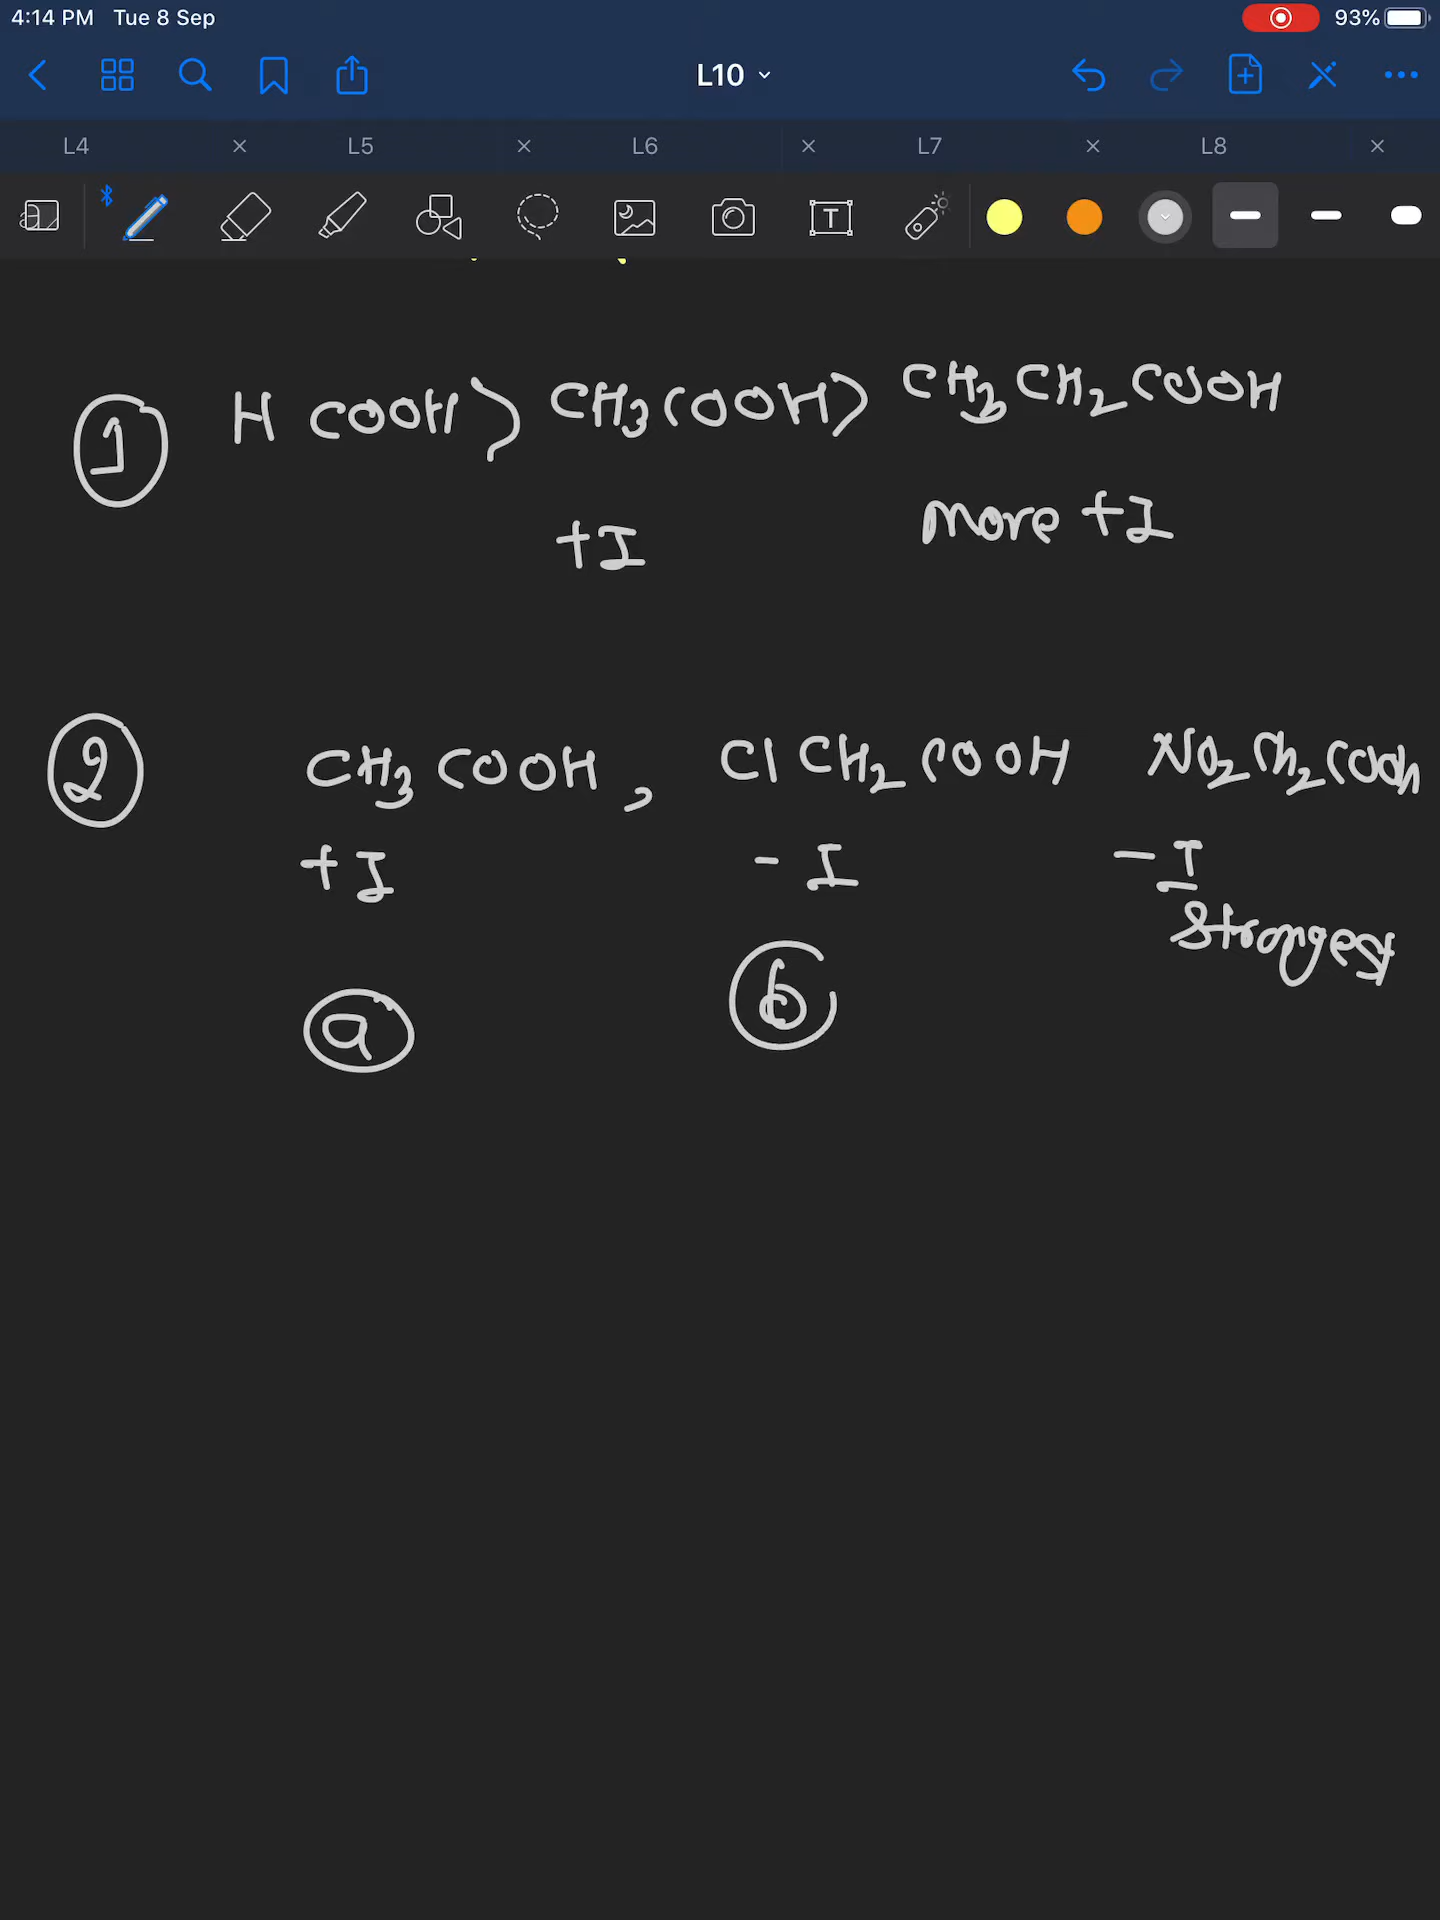 4:14 PM Tue 8 Sep 93%
L10
L4 L5 L6 L7 L8
T
1 HCOOH > CH3COOH > CH3CH2COOH
+I more +I
2 CH3COOH, ClCH2COOH NO2CH2COOH
+I -I -I
strongest
a b